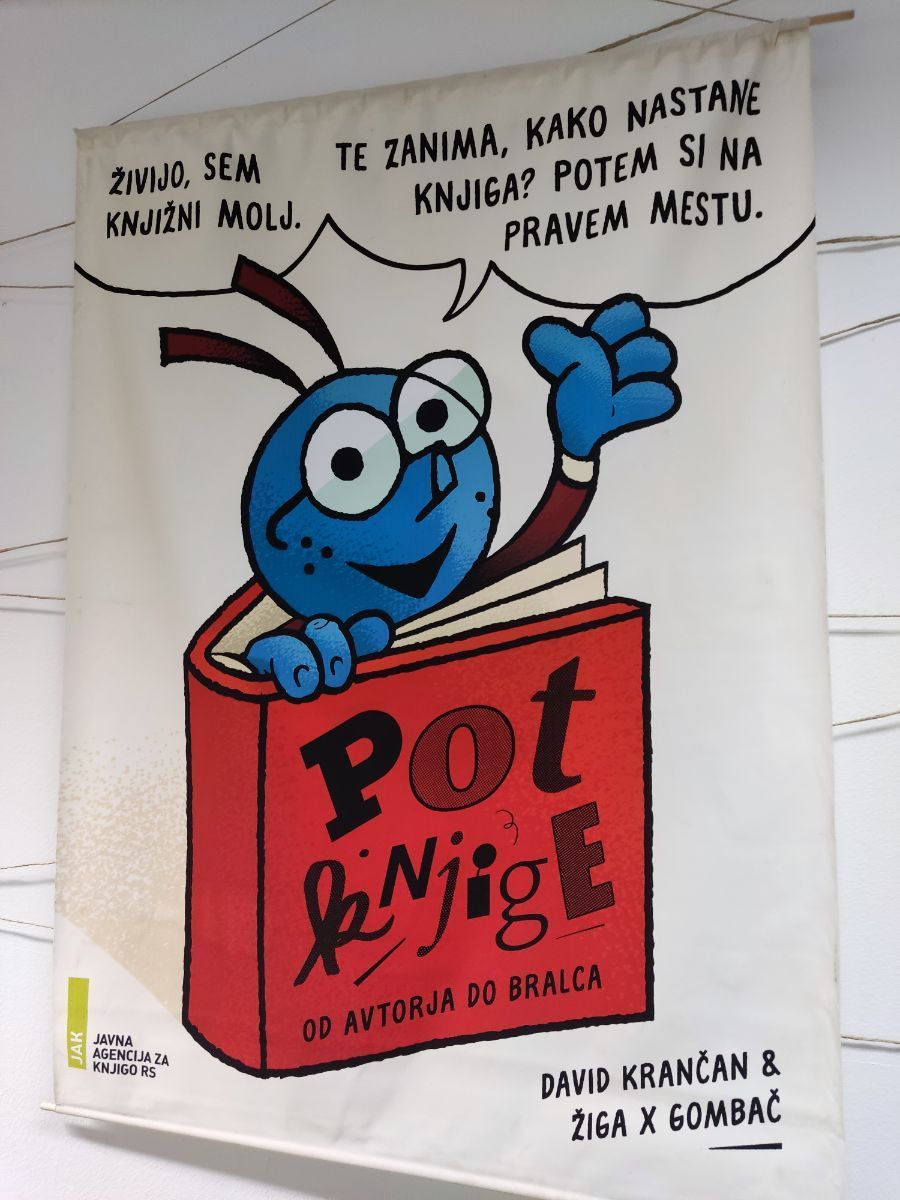 ŽIVIJO, SEM
KNJIŽNI MOLJ.
TE ZANIMA, KAKO NASTANE
KNJIGA? POTEM SI NA
PRAVEM MESTU.
Pot
kNjigE
OD AVTORJA DO BRALCA
JAK
JAVNA
AGENCIJA ZA
KNJIGO RS
DAVID KRANČAN &
ŽIGA X GOMBAČ